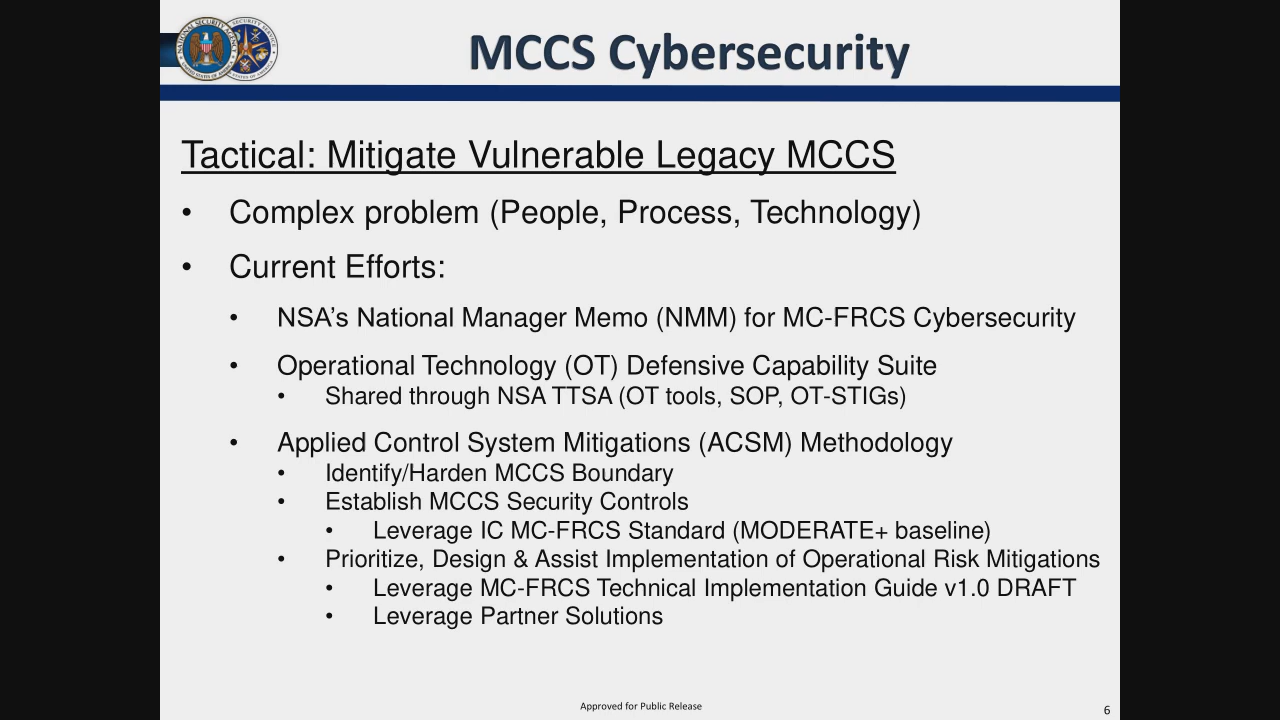 MCCS Cybersecurity
Tactical: Mitigate Vulnerable Legacy MCCS
• Complex problem (People, Process, Technology)
• Current Efforts:
• NSA’s National Manager Memo (NMM) for MC-FRCS Cybersecurity
• Operational Technology (OT) Defensive Capability Suite
• Shared through NSA TTSA (OT tools, SOP, OT-STIGs)
• Applied Control System Mitigations (ACSM) Methodology
• Identify/Harden MCCS Boundary
• Establish MCCS Security Controls
• Leverage IC MC-FRCS Standard (MODERATE+ baseline)
• Prioritize, Design & Assist Implementation of Operational Risk Mitigations
• Leverage MC-FRCS Technical Implementation Guide v1.0 DRAFT
• Leverage Partner Solutions
Approved for Public Release
6